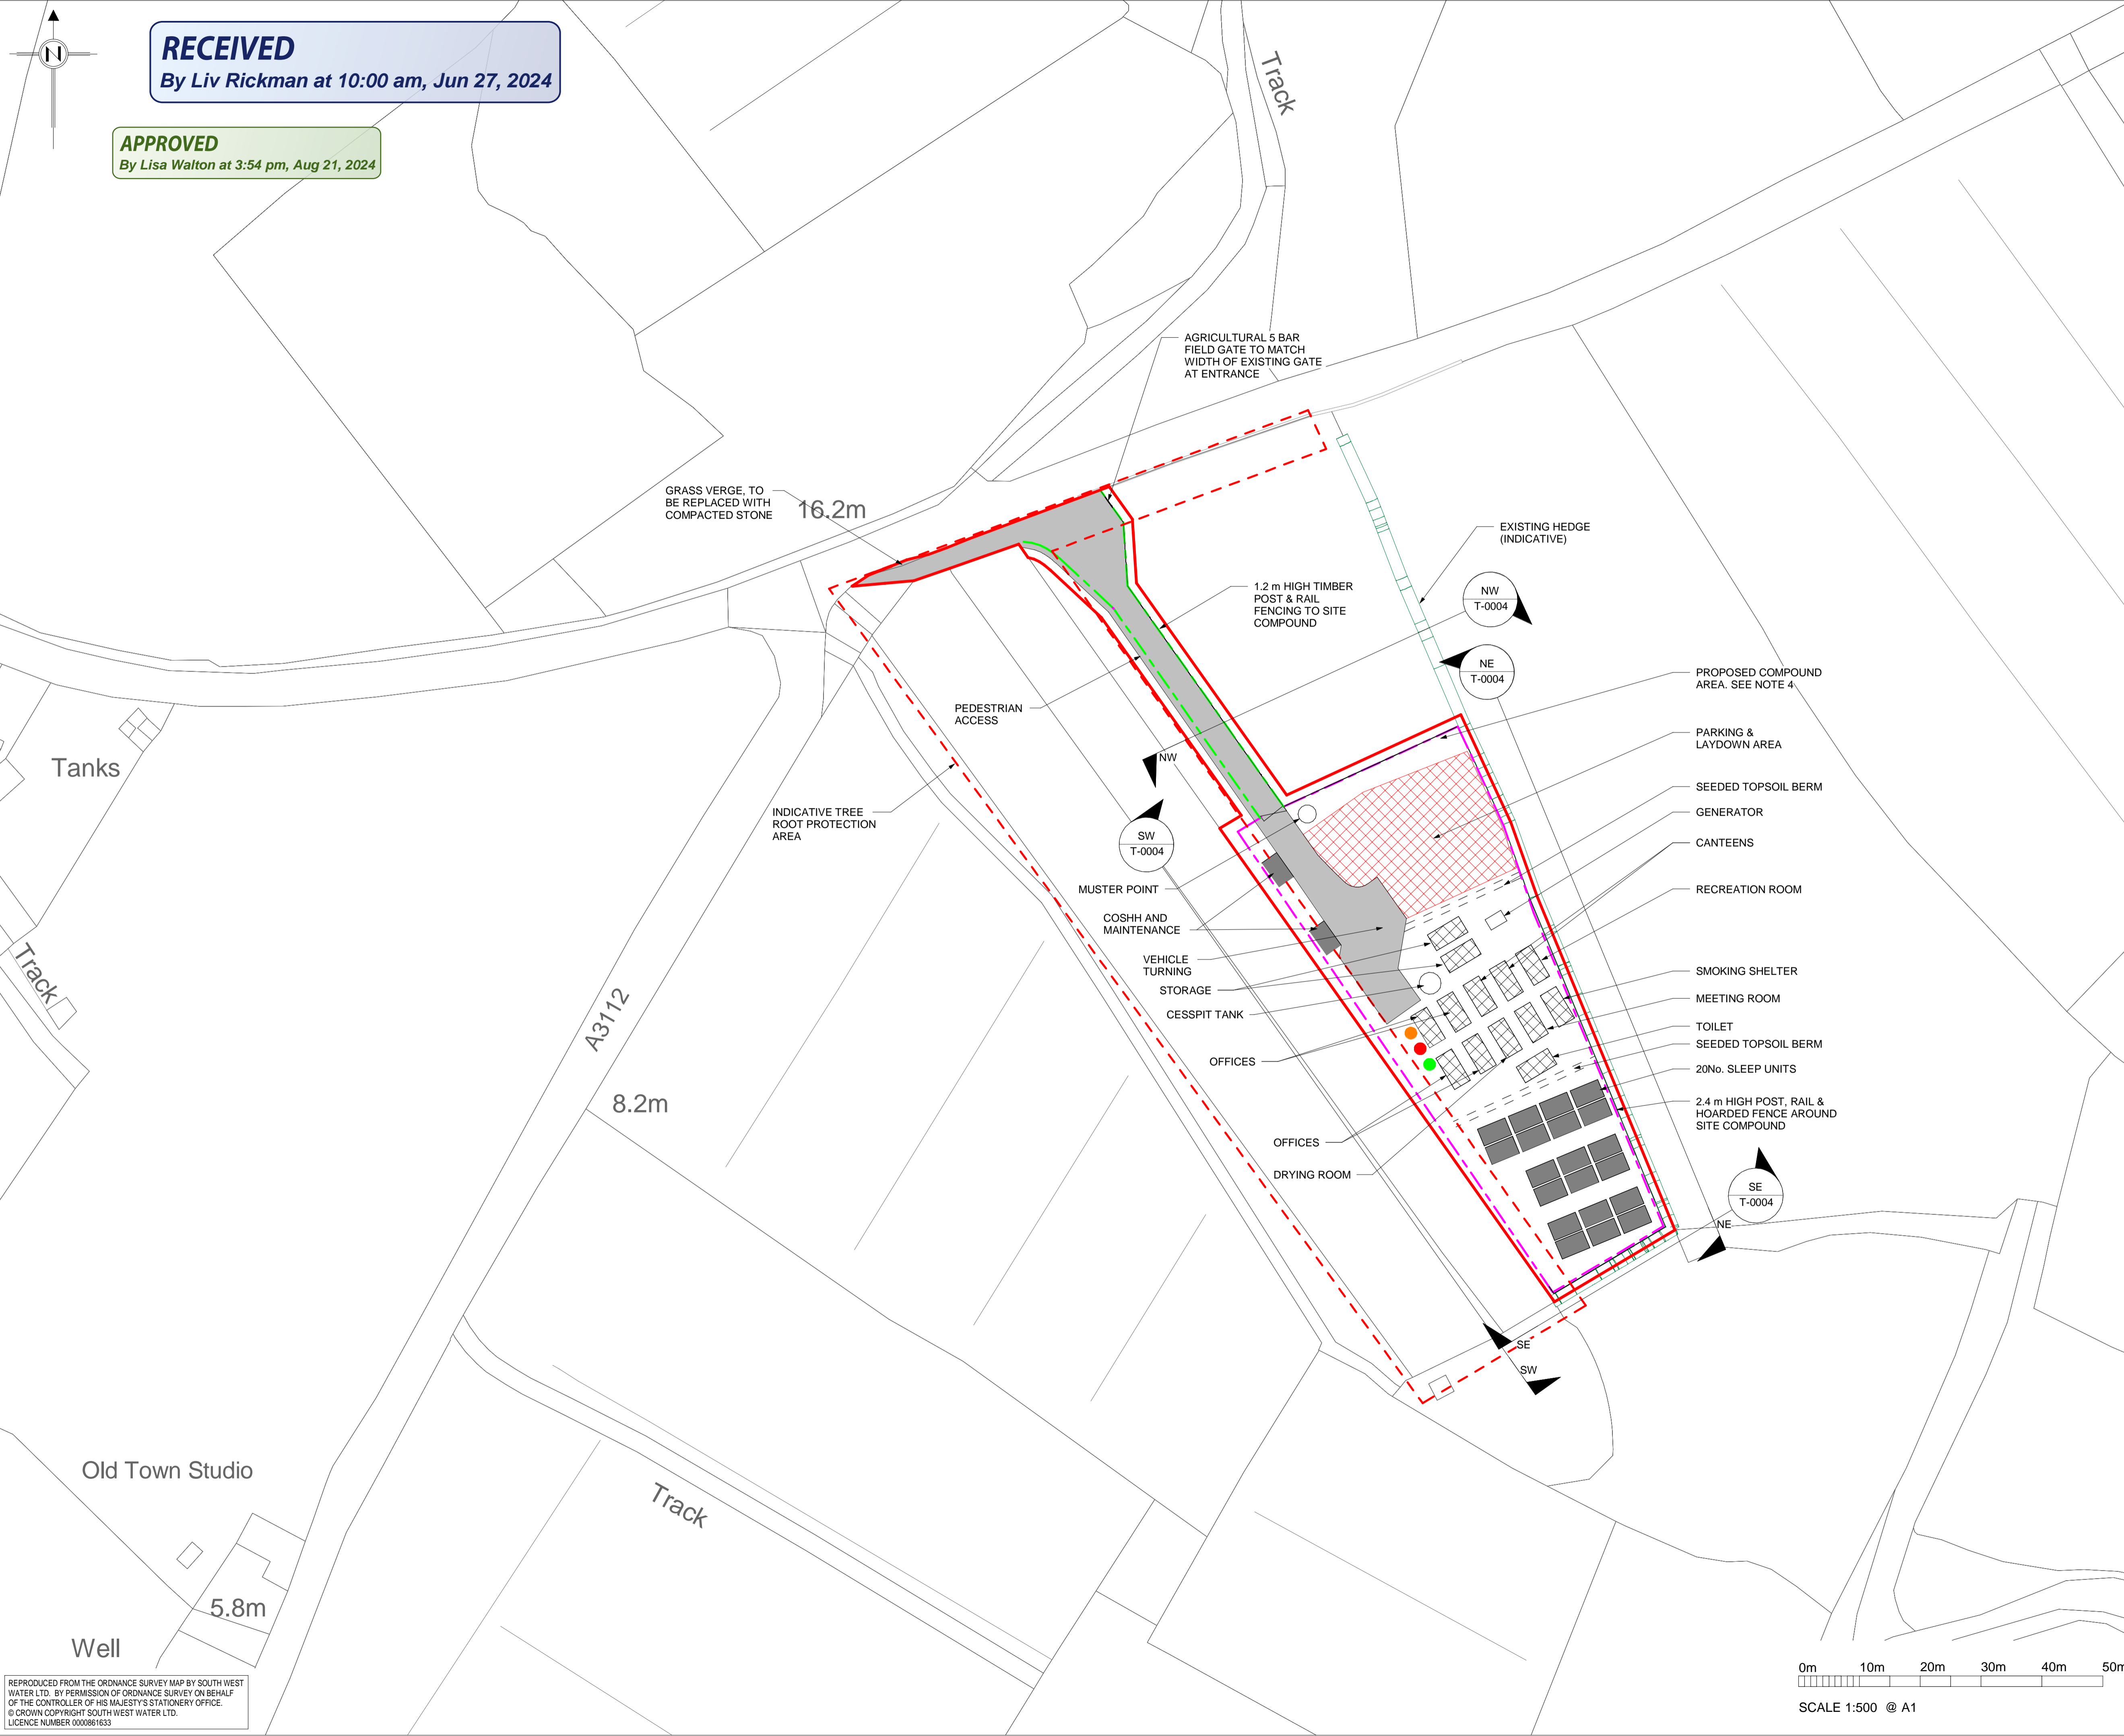 N
RECEIVED
By Liv Rickman at 10:00 am, Jun 27, 2024
APPROVED
By Lisa Walton at 3:54 pm, Aug 21, 2024
Track
AGRICULTURAL 5 BAR
FIELD GATE TO MATCH
WIDTH OF EXISTING GATE
AT ENTRANCE
GRASS VERGE, TO
BE REPLACED WITH
COMPACTED STONE
16.2m
EXISTING HEDGE
(INDICATIVE)
1.2 m HIGH TIMBER
POST & RAIL
FENCING TO SITE
COMPOUND
NW
T-0004
NE
T-0004
PROPOSED COMPOUND
AREA. SEE NOTE 4
PEDESTRIAN
ACCESS
PARKING &
LAYDOWN AREA
NW
Tanks
SEEDED TOPSOIL BERM
INDICATIVE TREE
ROOT PROTECTION
AREA
GENERATOR
SW
T-0004
CANTEENS
MUSTER POINT
RECREATION ROOM
COSHH AND
MAINTENANCE
VEHICLE
TURNING
Track
SMOKING SHELTER
STORAGE
MEETING ROOM
CESSPIT TANK
A3112
TOILET
SEEDED TOPSOIL BERM
OFFICES
20No. SLEEP UNITS
8.2m
2.4 m HIGH POST, RAIL &
HOARDED FENCE AROUND
SITE COMPOUND
OFFICES
DRYING ROOM
SE
T-0004
NE
SE
SW
Old Town Studio
Track
5.8m
Well
REPRODUCED FROM THE ORDNANCE SURVEY MAP BY SOUTH WEST
WATER LTD. BY PERMISSION OF ORDNANCE SURVEY ON BEHALF
OF THE CONTROLLER OF HIS MAJESTY'S STATIONERY OFFICE.
© CROWN COPYRIGHT SOUTH WEST WATER LTD.
LICENCE NUMBER 0000861633
0m 10m 20m 30m 40m 50m
SCALE 1:500 @ A1